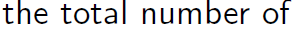 the total number of